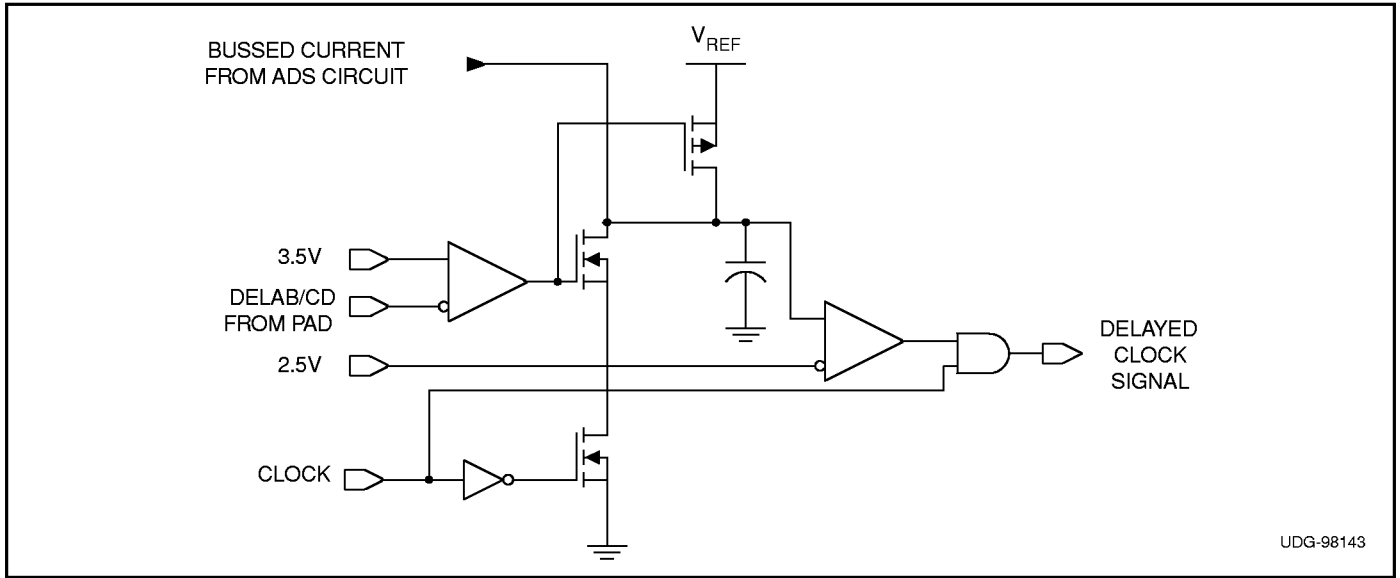 BUSSED CURRENT
FROM ADS CIRCUIT
VREF
3.5V
DELAB/CD
FROM PAD
2.5V
CLOCK
DELAYED
CLOCK
SIGNAL
UDG-98143